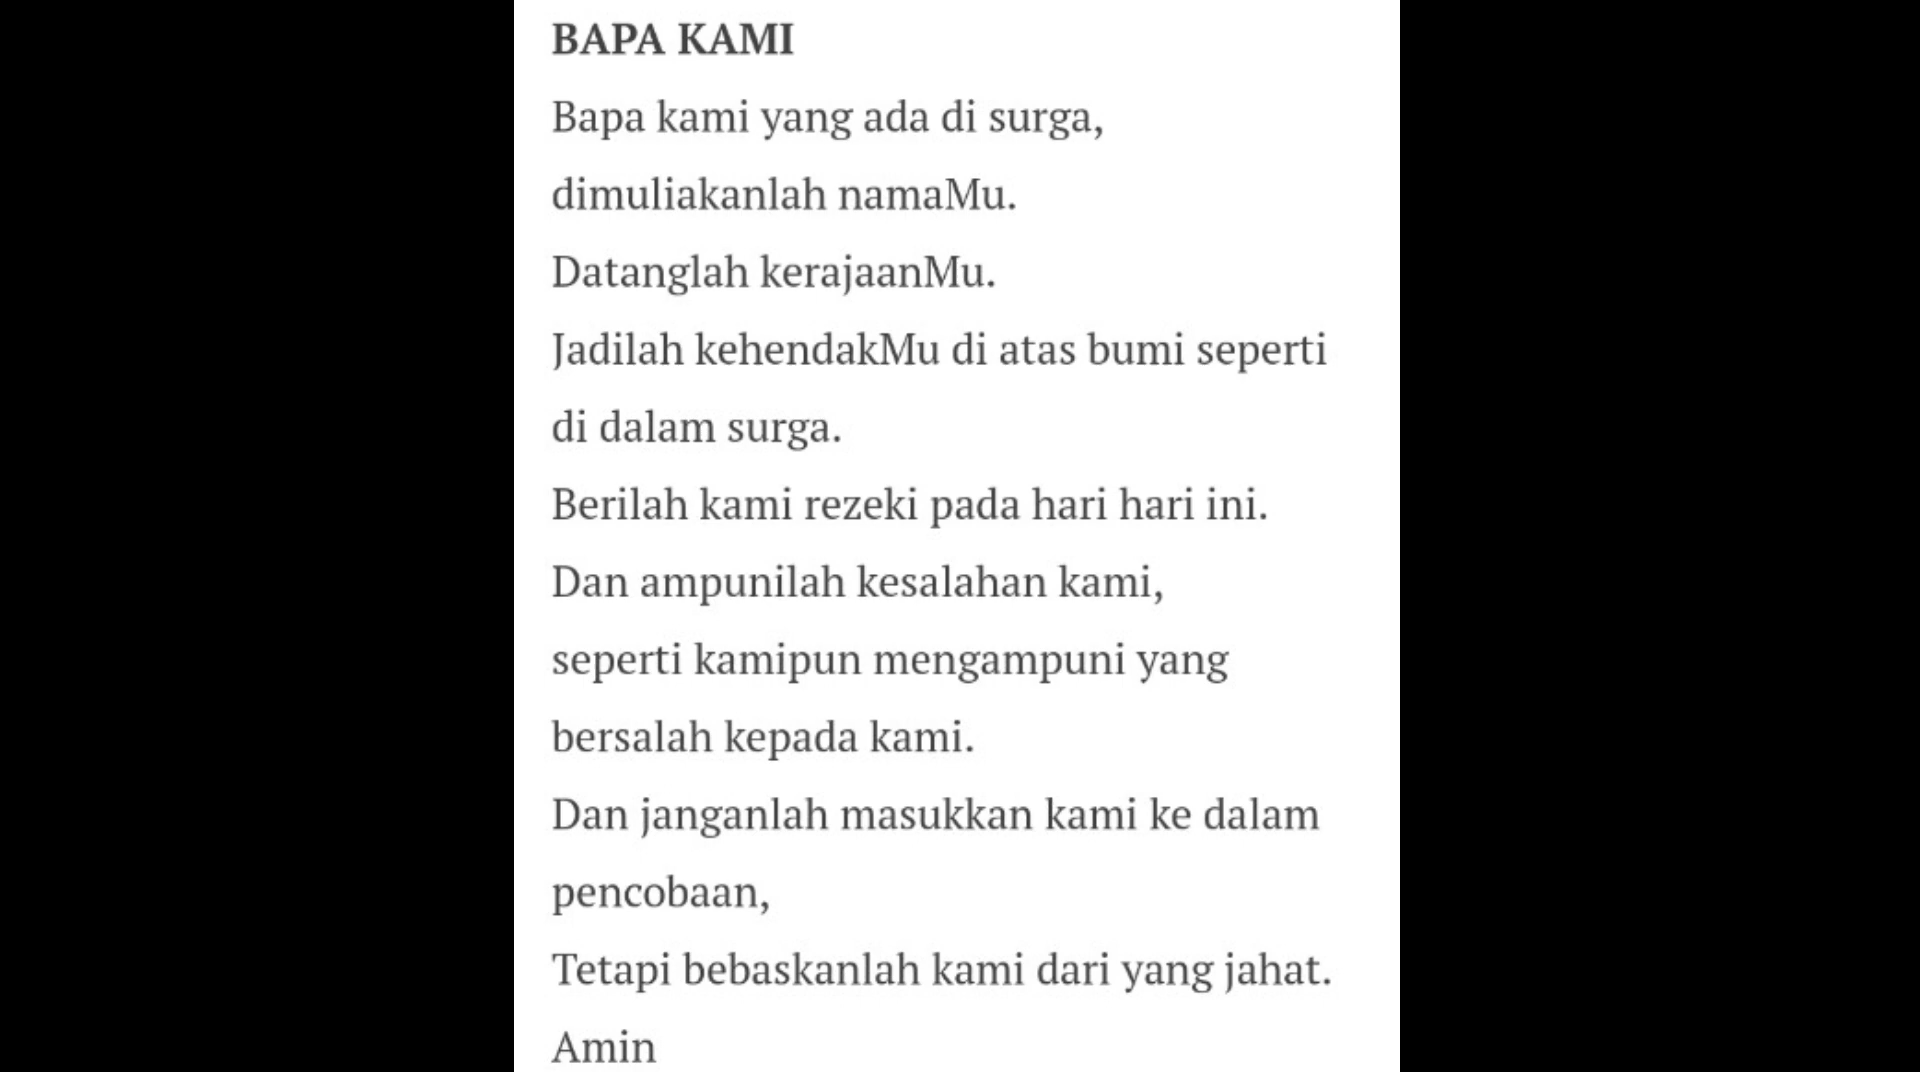 BAPA KAMI
Bapa kami yang ada di surga,
dimuliakanlah namaMu.
Datanglah kerajaanMu.
Jadilah kehendakMu di atas bumi seperti
di dalam surga.
Berilah kami rezeki pada hari hari ini.
Dan ampunilah kesalahan kami,
seperti kamipun mengampuni yang
bersalah kepada kami.
Dan janganlah masukkan kami ke dalam
pencobaan,
Tetapi bebaskanlah kami dari yang jahat.
Amin